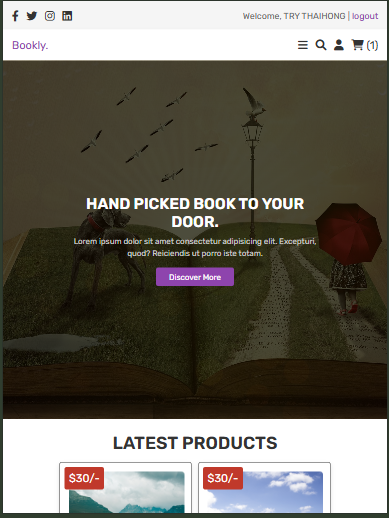 Welcome, TRY THAIHONG | logout
Bookly.
(1)
HAND PICKED BOOK TO YOUR
DOOR.
Lorem ipsum dolor sit amet consectetur adipisicing elit. Excepturi,
quod? Reiciendis ut porro iste totam.
Discover More
LATEST PRODUCTS
$30/-
$30/-